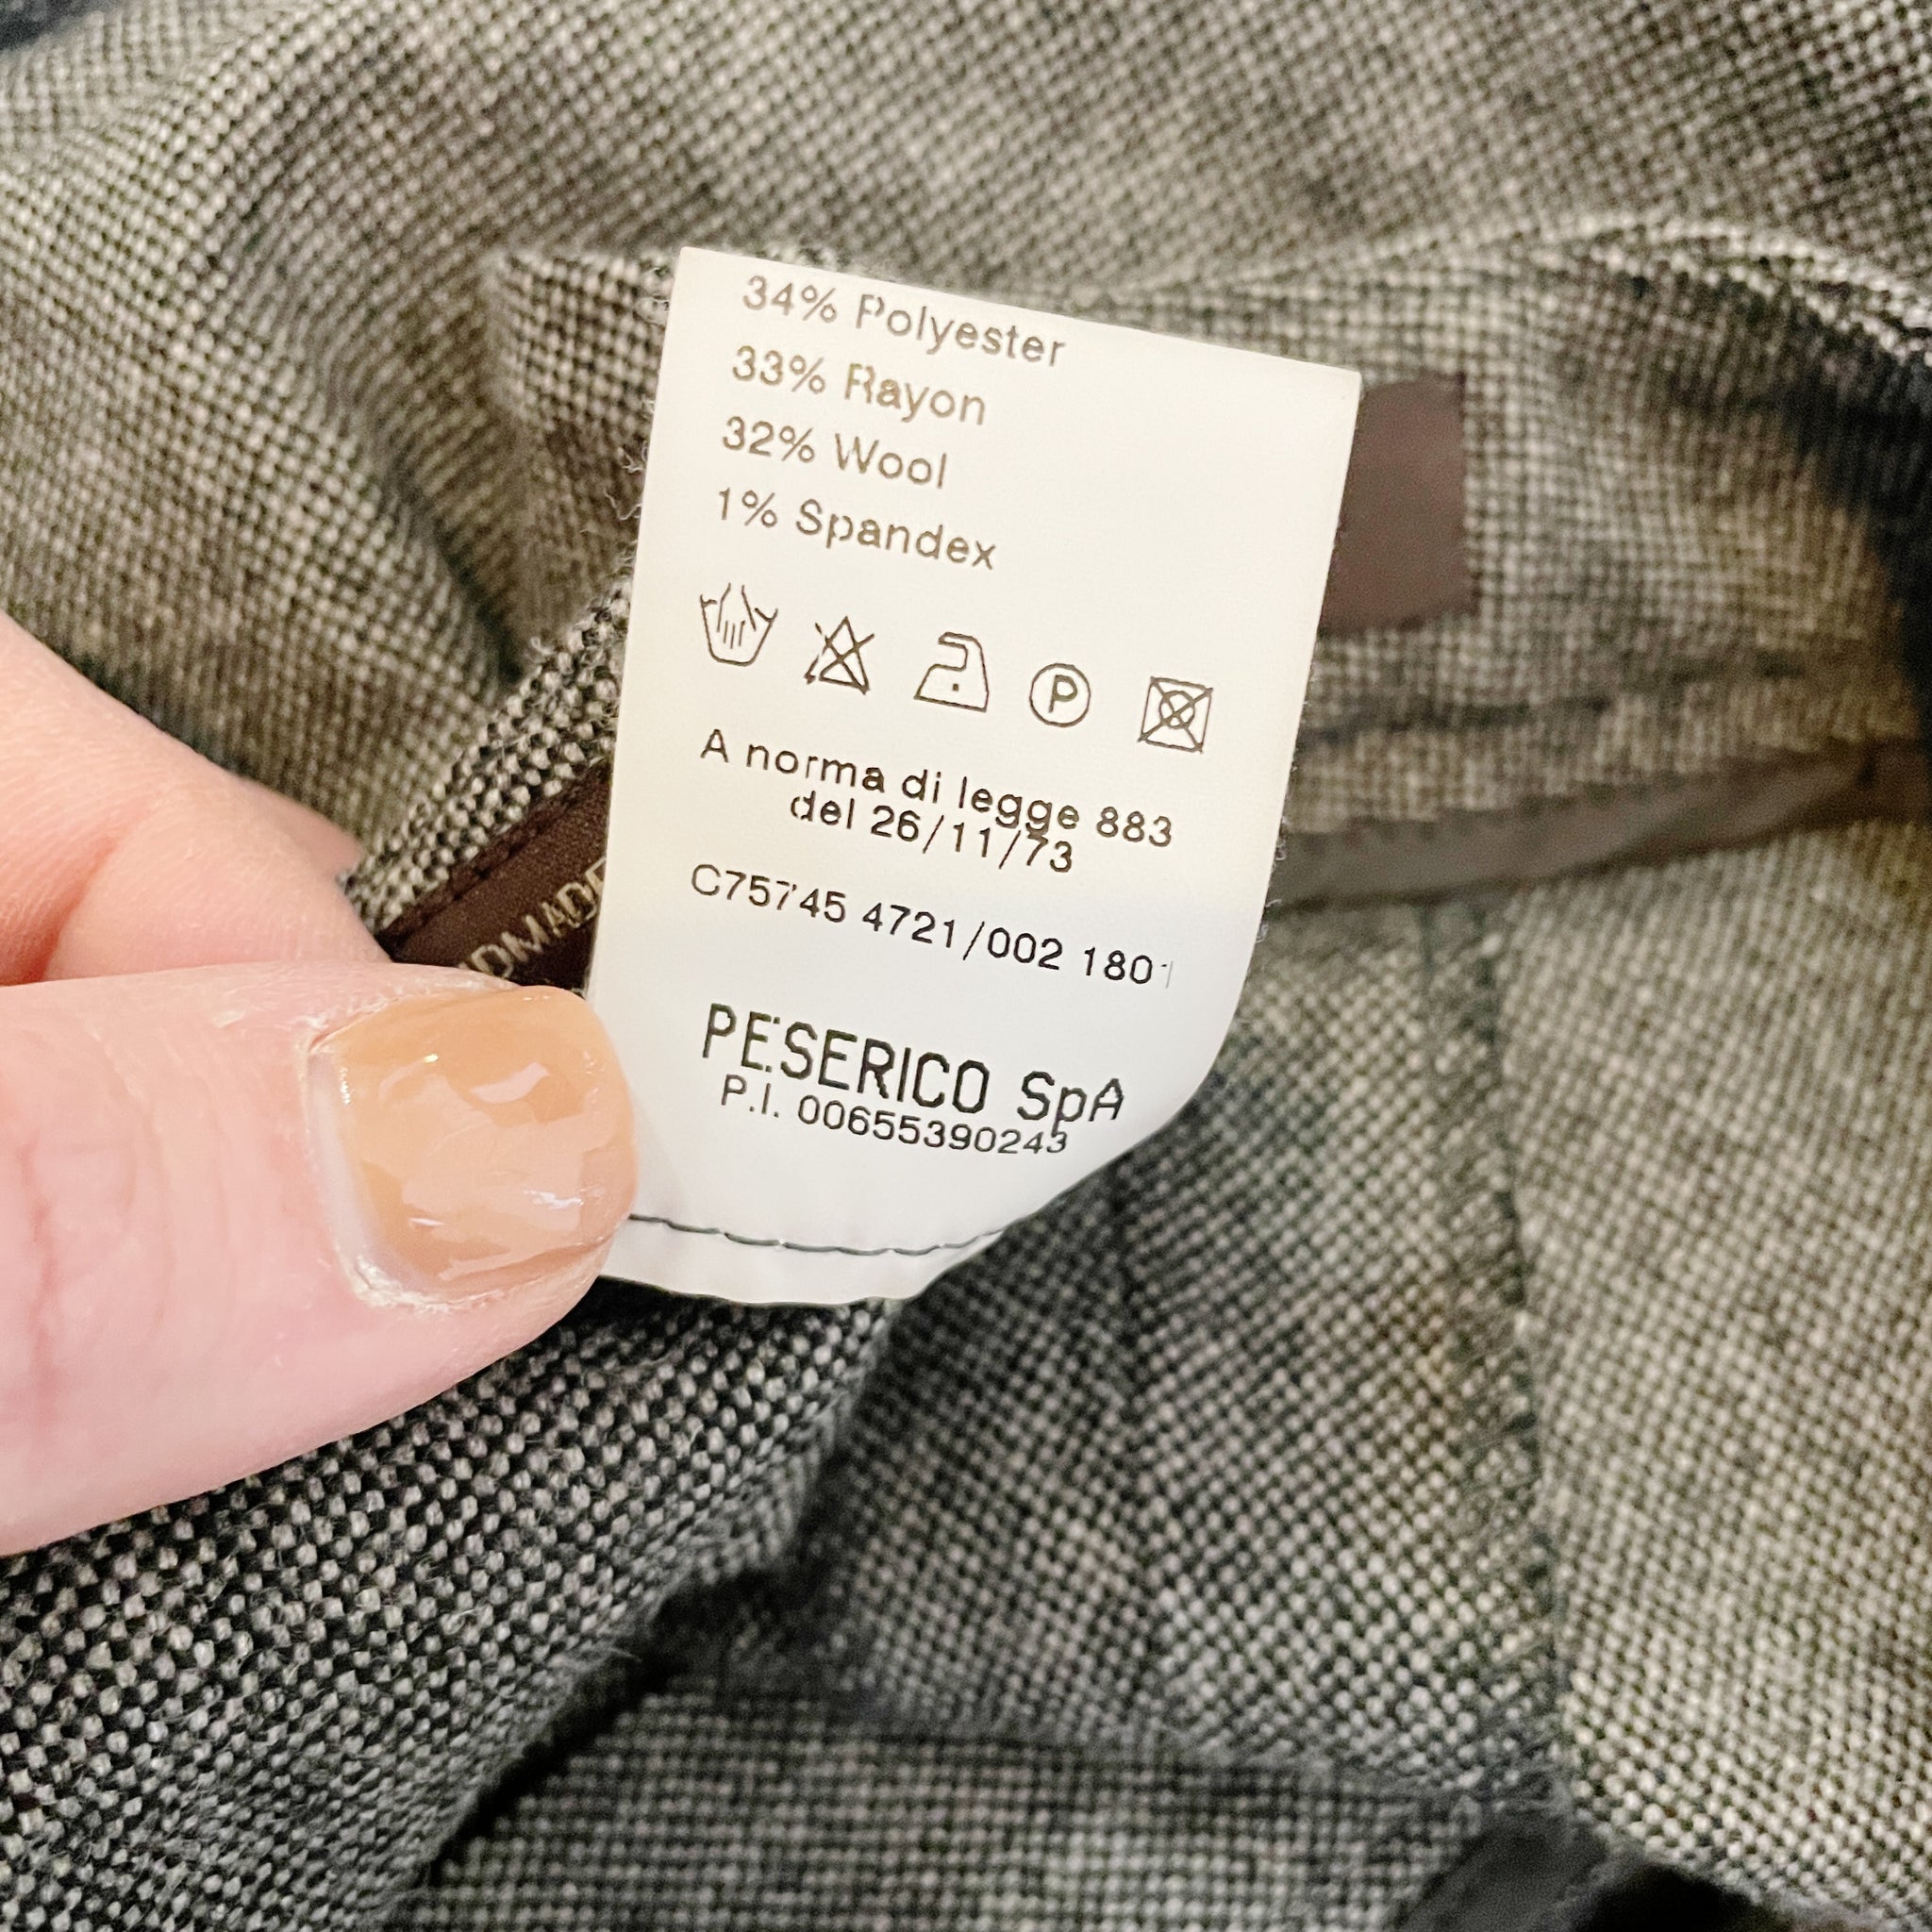 34% Polyester
33% Rayon
32% Wool
1% Spandex
P
A norma di legge 883
del 26/11/73
C75745 4721/002 1801
PESERICO SpA
P.I. 00655390243